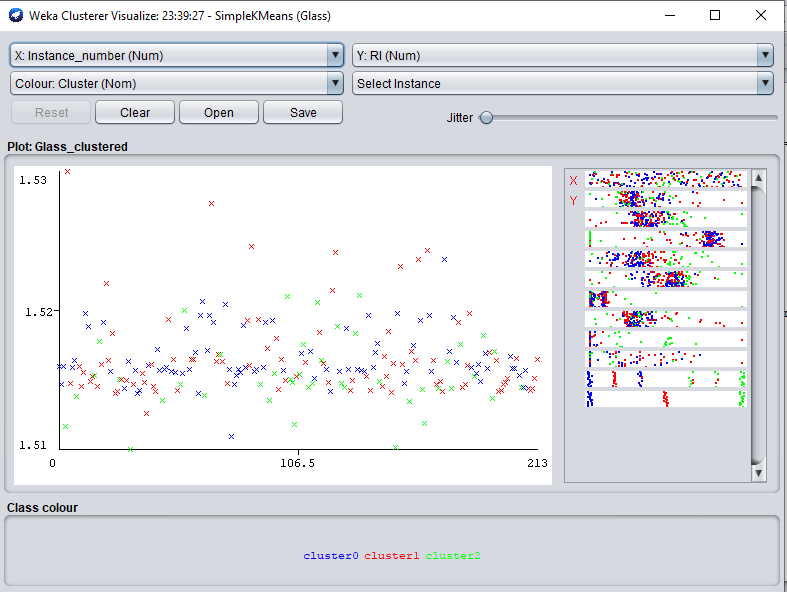 Weka Clusterer Visualize: 23:39:27 - SimpleKMeans (Glass)
X: Instance_number (Num) Y: RI (Num)
Colour: Cluster (Nom) Select Instance
Reset Clear Open Save Jitter
Plot: Glass_clustered
1.53
1.52
1.51
0 106.5 213
X
Y
Class colour
cluster0 cluster1 cluster2